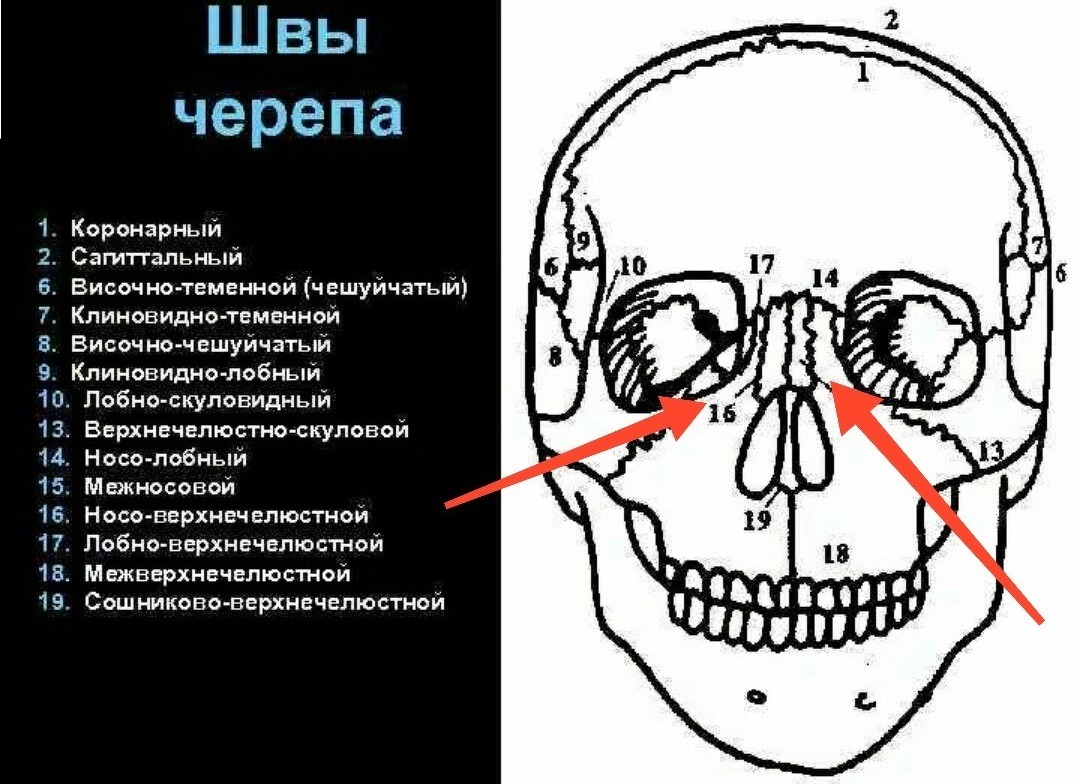 Швы
черепа
1. Коронарный
2. Сагиттальный
6. Височно-теменной (чешуйчатый)
7. Клиновидно-теменной
8. Височно-чешуйчатый
9. Клиновидно-лобный
10. Лобно-скуловидный
13. Верхнечелюстно-скуловой
14. Носо-лобный
15. Межносовой
16. Носо-верхнечелюстной
17. Лобно-верхнечелюстной
18. Межверхнечелюстной
19. Сошниково-верхнечелюстной
2
1
9
7
6
10
17
14
6
8
16
13
19
18